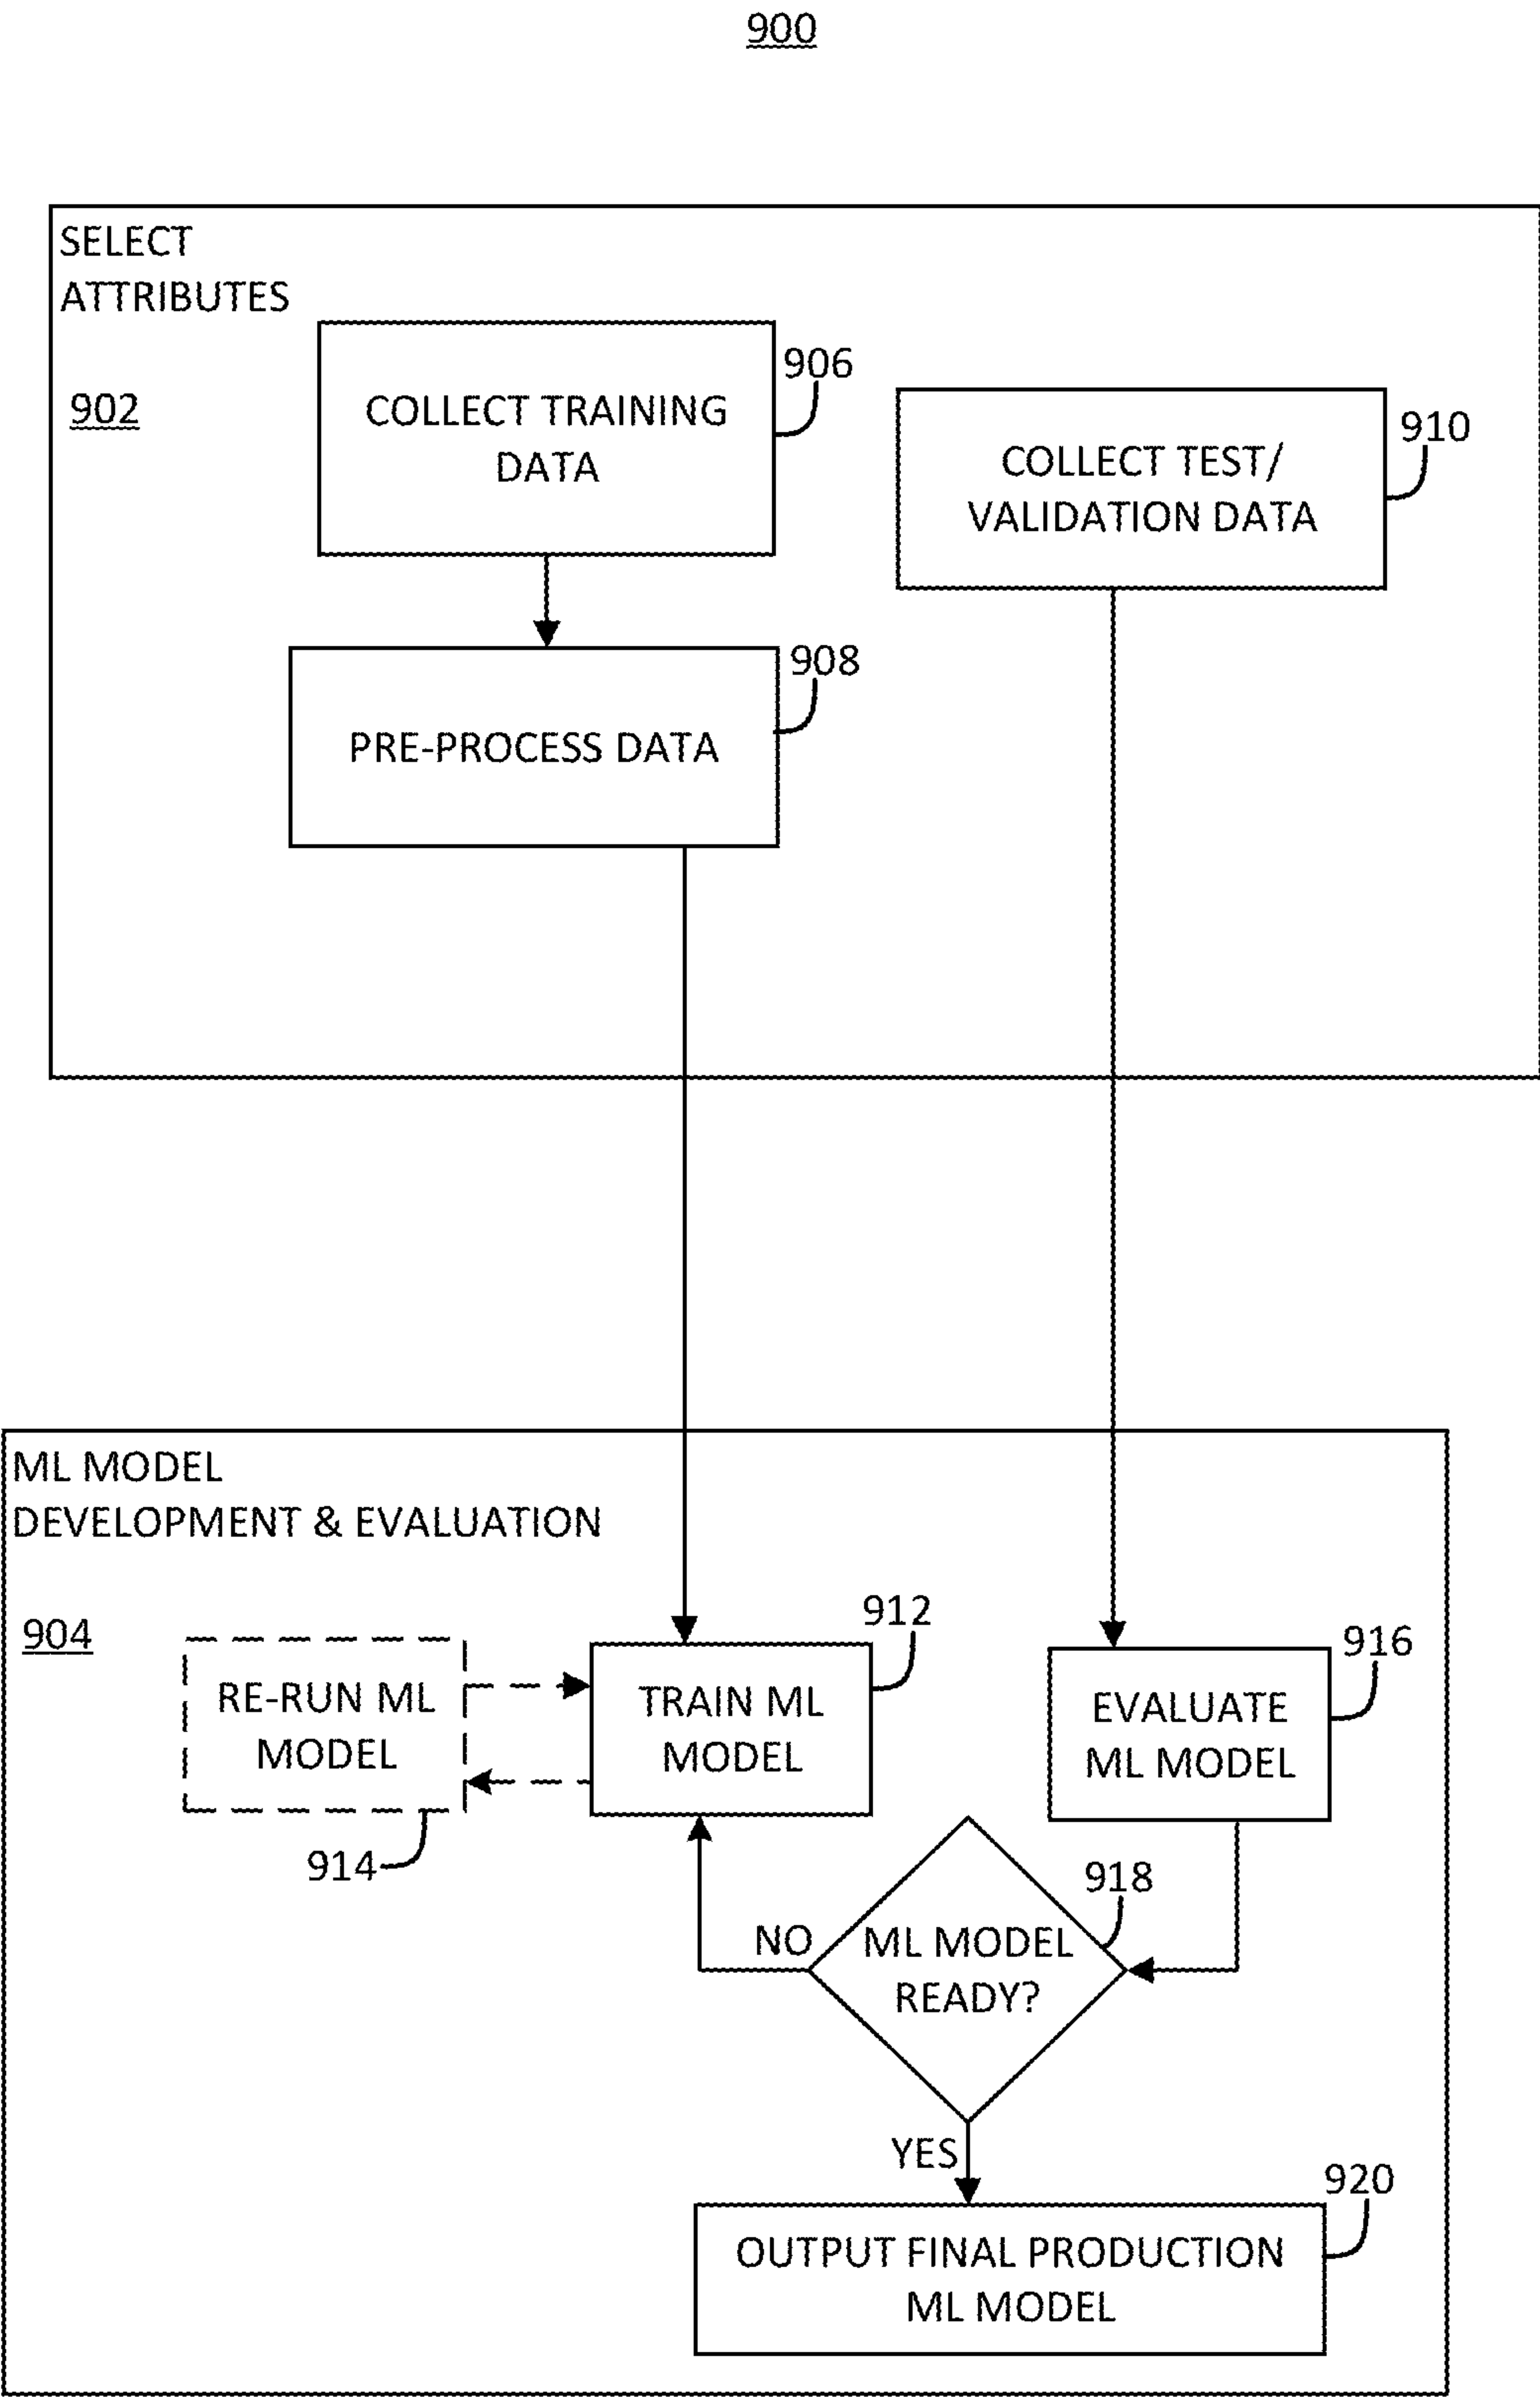 900
SELECT
ATTRIBUTES
902
906
COLLECT TRAINING
DATA
910
COLLECT TEST/
VALIDATION DATA
908
PRE-PROCESS DATA
ML MODEL
DEVELOPMENT & EVALUATION
904
RE-RUN ML
MODEL
914
912
TRAIN ML
MODEL
916
EVALUATE
ML MODEL
918
NO
ML MODEL
READY?
YES
920
OUTPUT FINAL PRODUCTION
ML MODEL